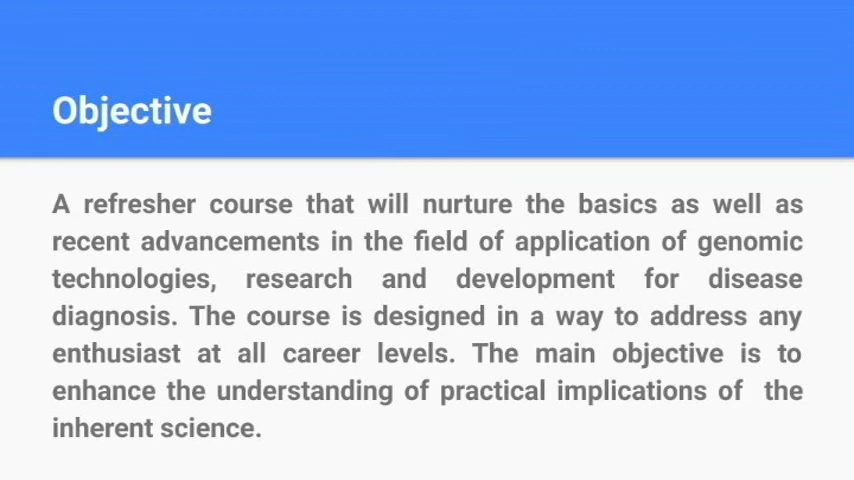 Objective
A refresher course that will nurture the basics as well as
recent advancements in the field of application of genomic
technologies, research and development for disease
diagnosis. The course is designed in a way to address any
enthusiast at all career levels. The main objective is to
enhance the understanding of practical implications of the
inherent science.